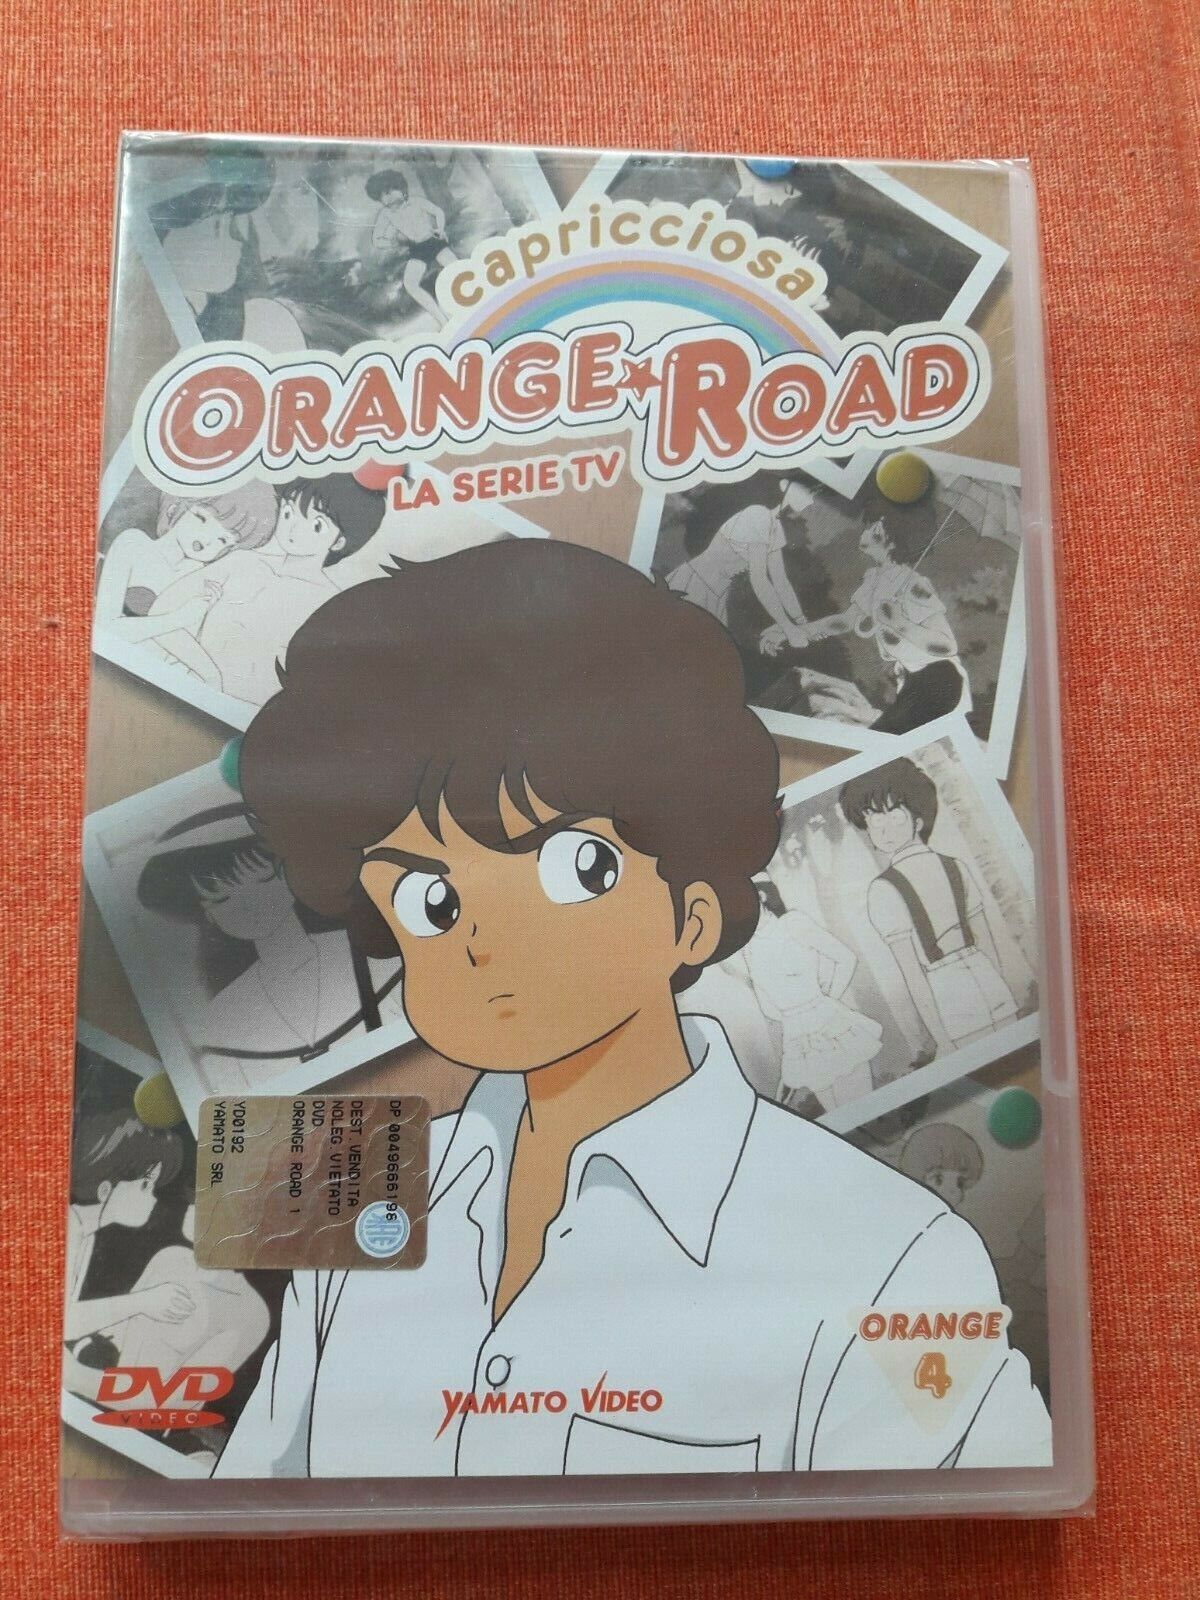 capricciosa
ORANGE★ROAD
LA SERIE TV
DP 00496666198
DEST.VENDITA
NOLEG.VIETATO
DVD
ORANGE ROAD 1
YD0192
YAMATO SRL
ORANGE
4
DVD
VIDEO
YAMATO VIDEO